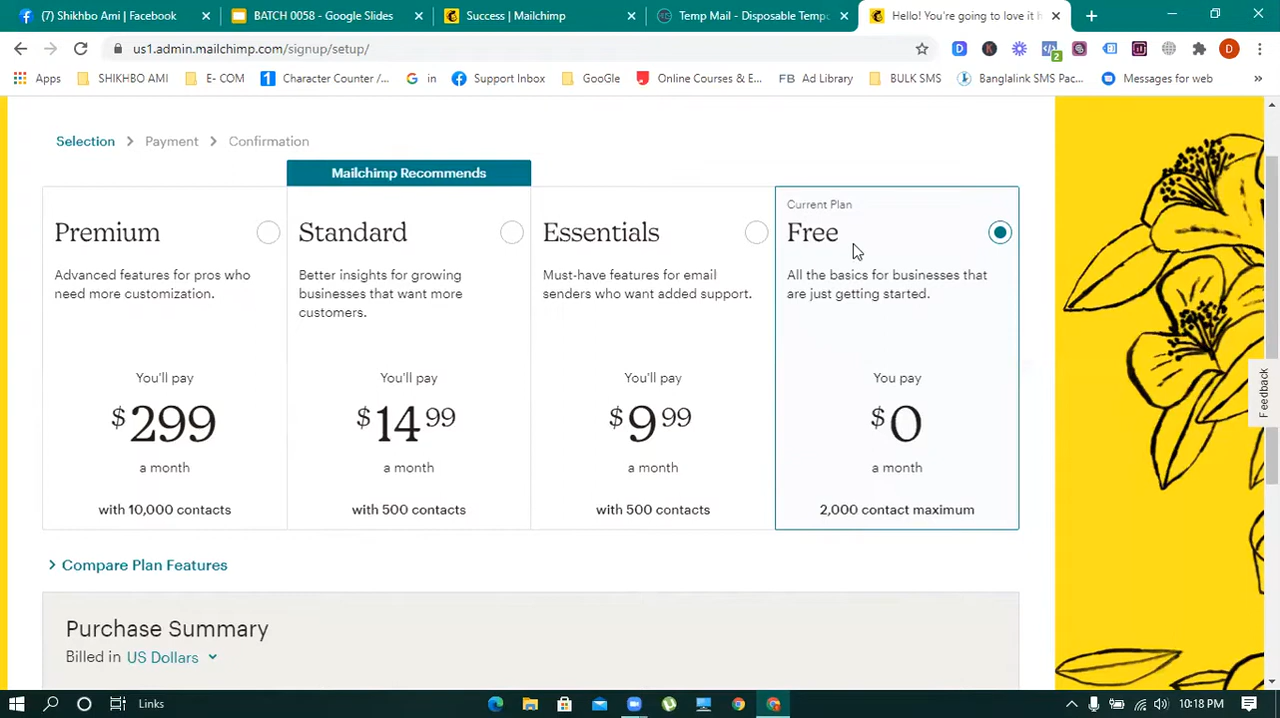 (7) Shikhbo Ami | Facebook
BATCH 0058 - Google Slides
Success | Mailchimp
Temp Mail - Disposable Tempo
Hello! You're going to love it h
us1.admin.mailchimp.com/signup/setup/
Apps SHIKHBO AMI E- COM Character Counter /... in Support Inbox GooGle Online Courses & E... FB Ad Library BULK SMS Banglalink SMS Pac... Messages for web »
Selection > Payment > Confirmation
Mailchimp Recommends
Premium
Advanced features for pros who
need more customization.
You'll pay
$299
a month
with 10,000 contacts
Standard
Better insights for growing
businesses that want more
customers.
You'll pay
$14 99
a month
with 500 contacts
Essentials
Must-have features for email
senders who want added support.
You'll pay
$9 99
a month
with 500 contacts
Current Plan
Free
All the basics for businesses that
are just getting started.
You pay
$0
a month
2,000 contact maximum
Compare Plan Features
Purchase Summary
Billed in US Dollars
Feedback
Links
10:18 PM